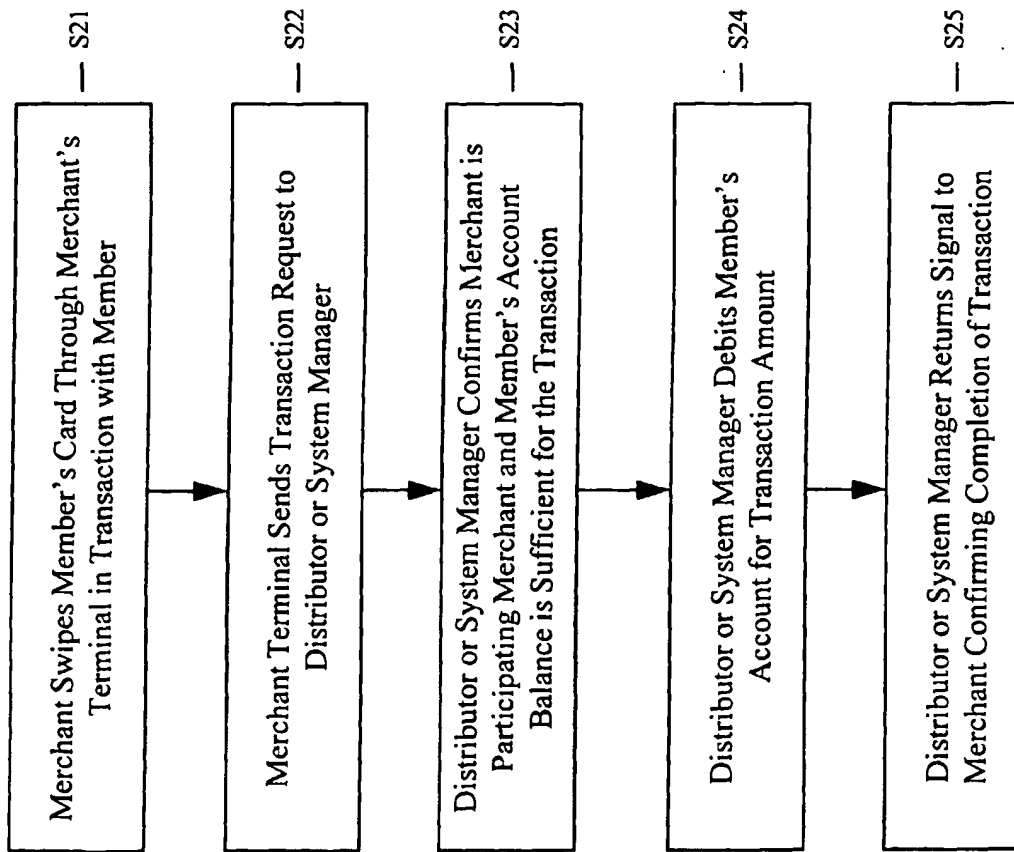 Merchant Swipes Member's Card Through Merchant's
Terminal in Transaction with Member
S21
Merchant Terminal Sends Transaction Request to
Distributor or System Manager
S22
Distributor or System Manager Confirms Merchant is
Participating Merchant and Member's Account
Balance is Sufficient for the Transaction
S23
Distributor or System Manager Debits Member's
Account for Transaction Amount
S24
Distributor or System Manager Returns Signal to
Merchant Confirming Completion of Transaction
S25